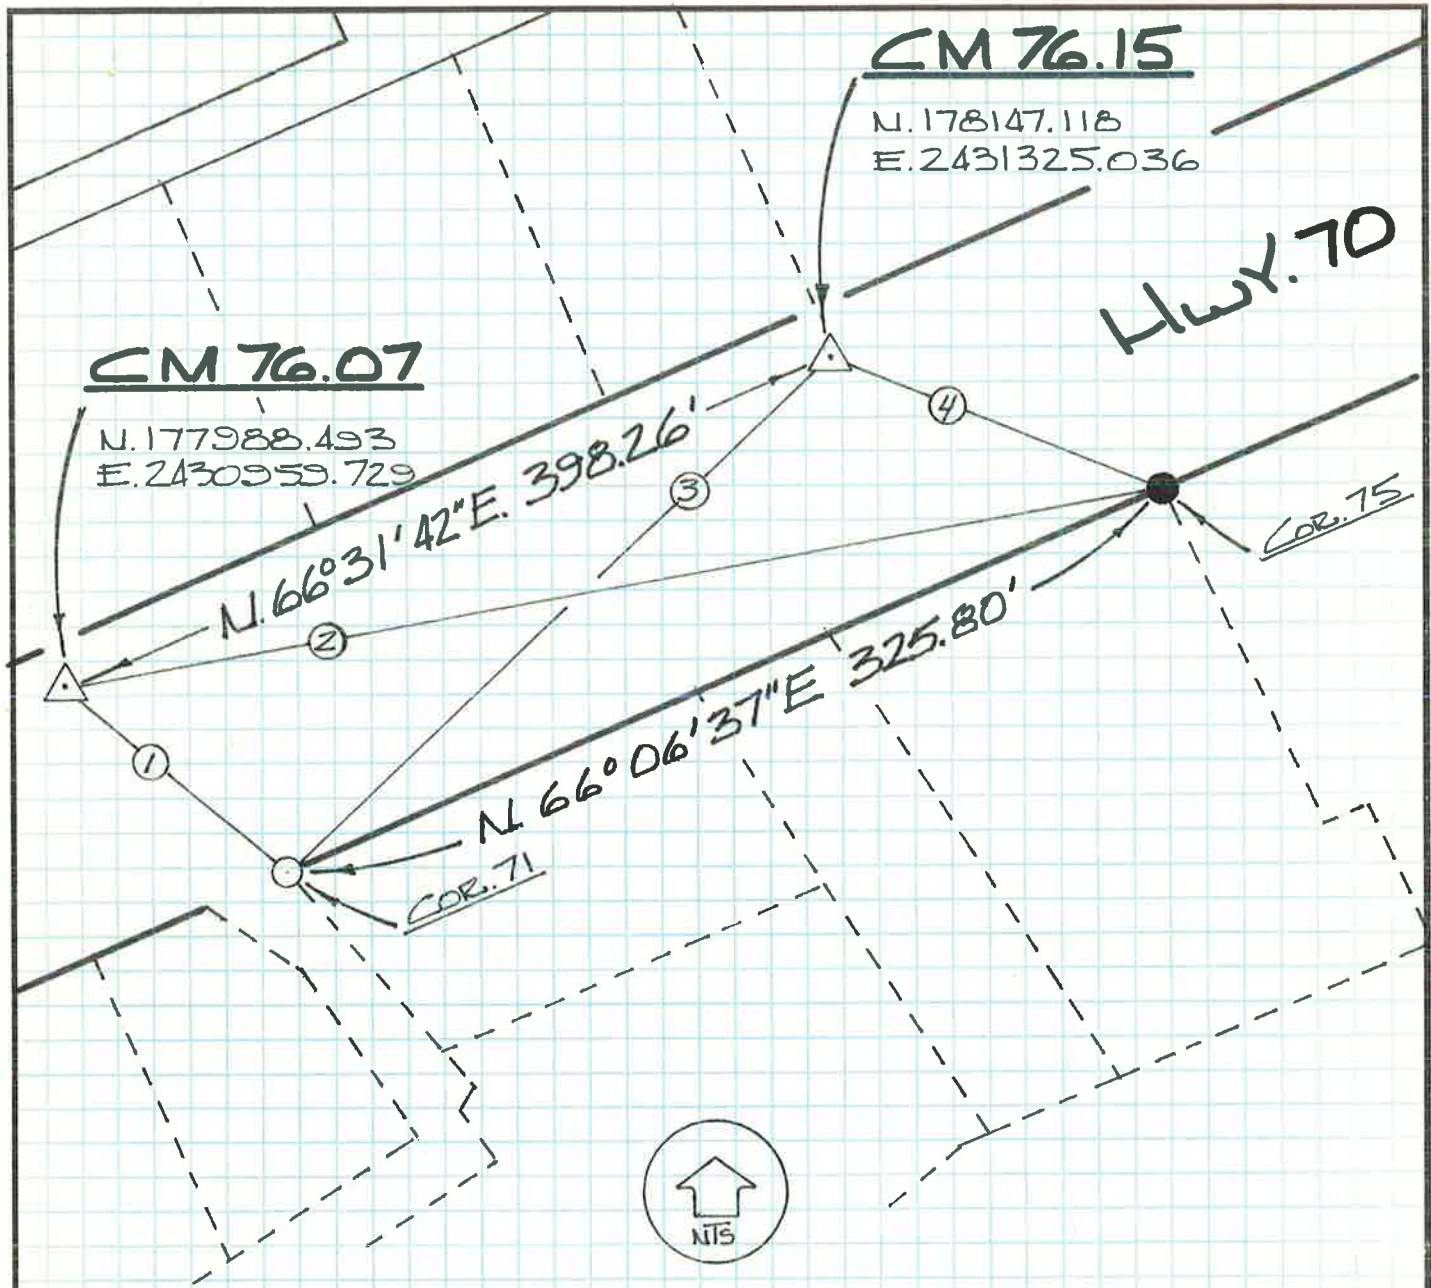 CM 76.15
N.178147.118
E.2431325.036
HWY. 70
CM 76.07
N.177988.493
E.2430959.729
N. 66°31'42"E. 398.26'
4
3
COR. 75
2
N. 66°06'37"E 325.80'
1
COR. 71
NTS